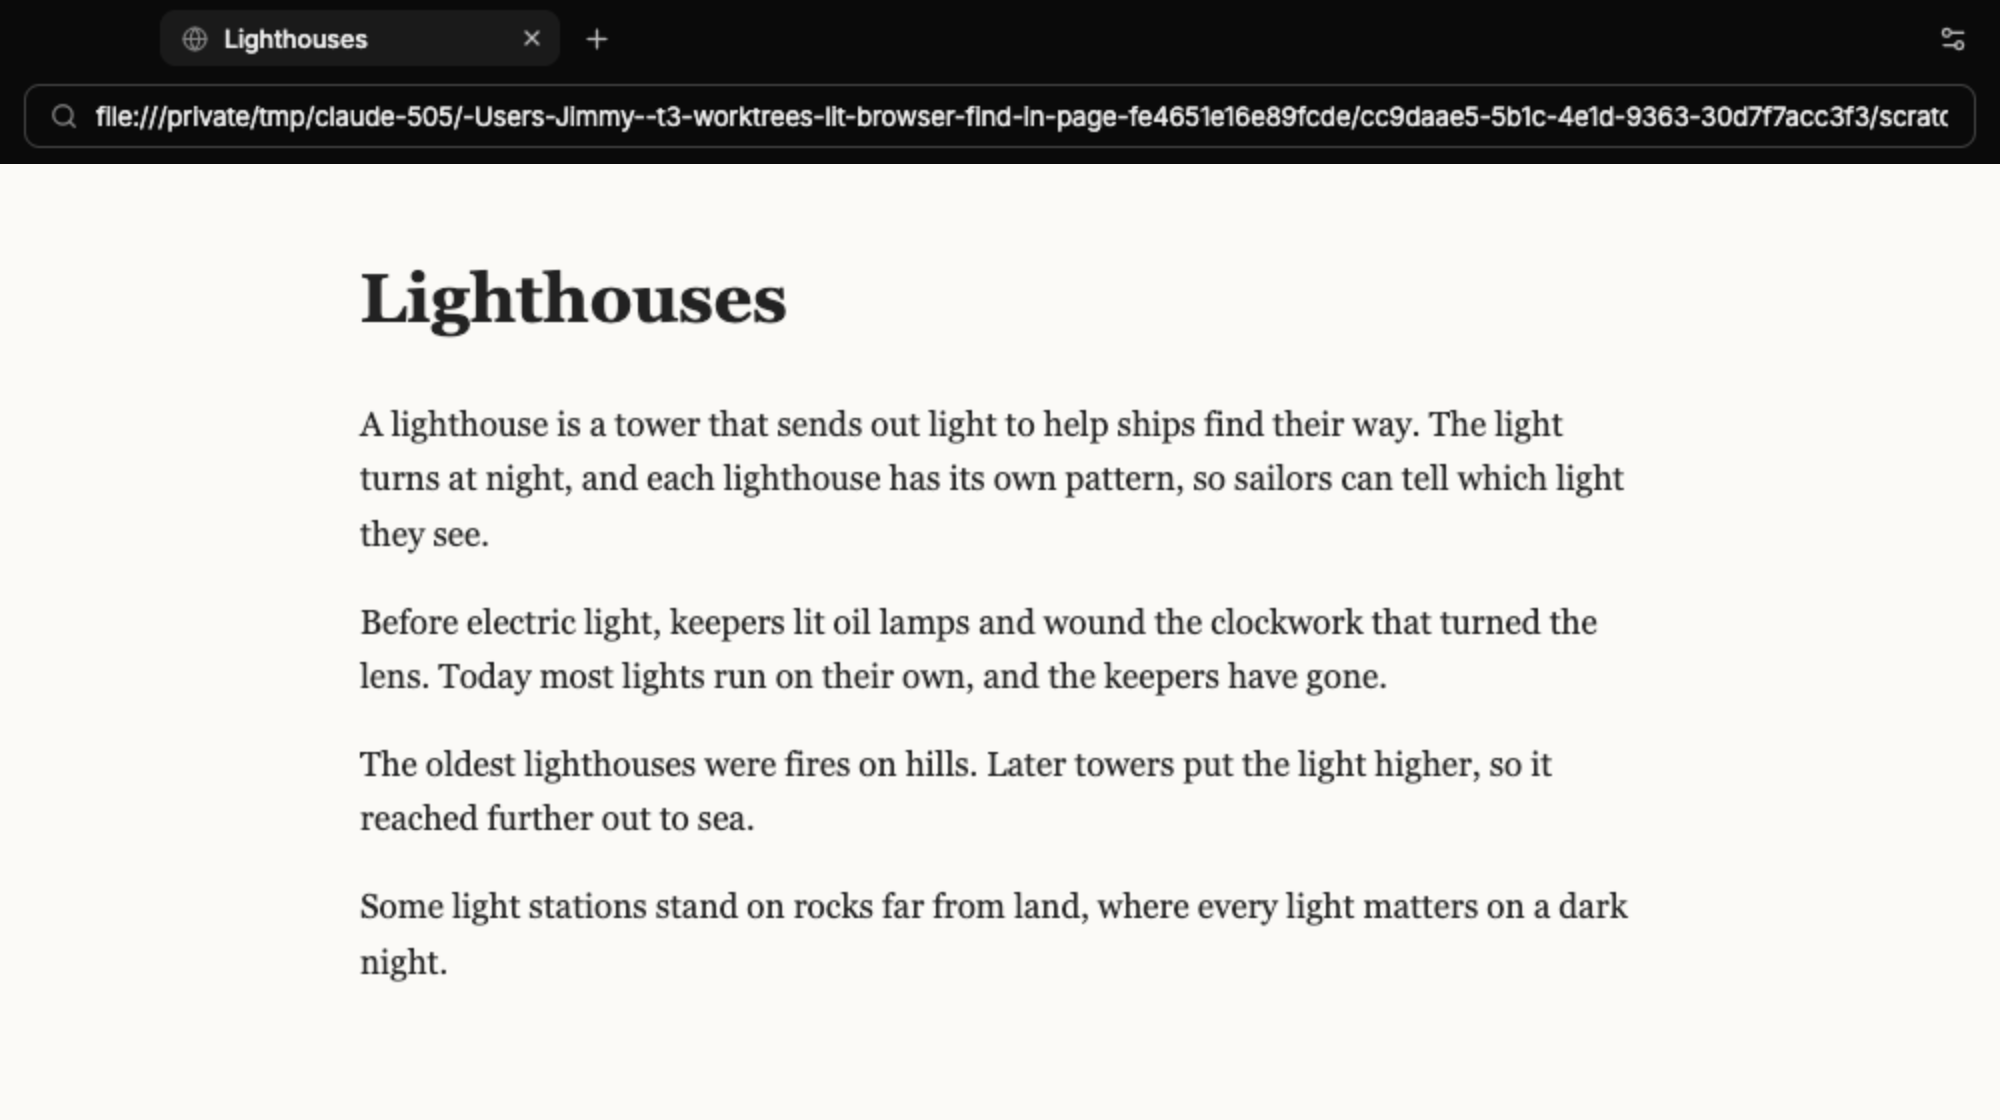 Lighthouses
file:///private/tmp/claude-505/-Users-Jimmy--t3-worktrees-lit-browser-find-in-page-fe4651e16e89fcde/cc9daae5-5b1c-4e1d-9363-30d7f7acc3f3/scratc
Lighthouses
A lighthouse is a tower that sends out light to help ships find their way. The light
turns at night, and each lighthouse has its own pattern, so sailors can tell which light
they see.
Before electric light, keepers lit oil lamps and wound the clockwork that turned the
lens. Today most lights run on their own, and the keepers have gone.
The oldest lighthouses were fires on hills. Later towers put the light higher, so it
reached further out to sea.
Some light stations stand on rocks far from land, where every light matters on a dark
night.